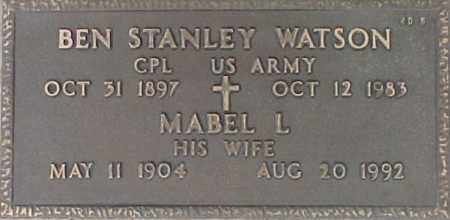 BEN STANLEY WATSON
CPL US ARMY
OCT 31 1897 OCT 12 1983
MABEL L
HIS WIFE
MAY 11 1904 AUG 20 1992